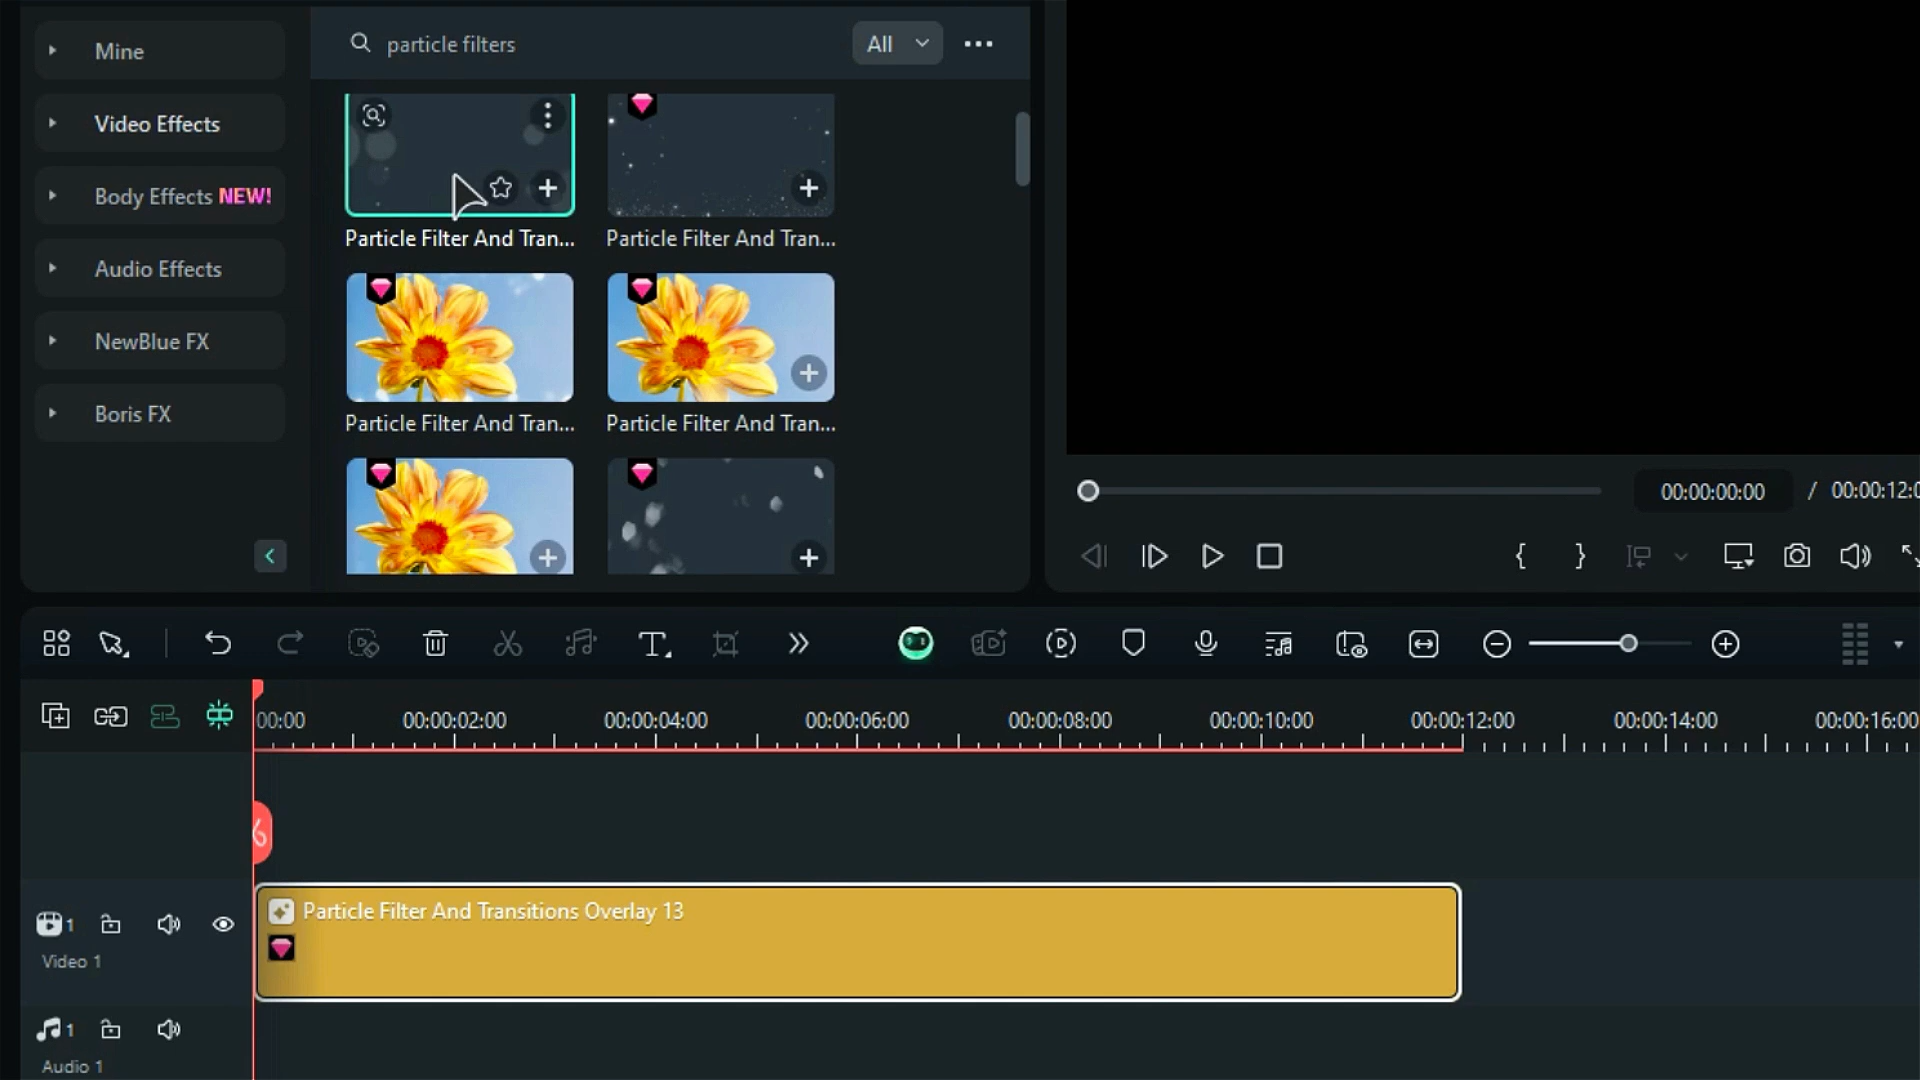 Mine
Video Effects
Body Effects NEW!
Audio Effects
NewBlue FX
Boris FX
particle filters
All
Particle Filter And Tran...
Particle Filter And Tran...
Particle Filter And Tran...
Particle Filter And Tran...
00:00:00:00 / 00:00:12:0
00:00
00:00:02:00
00:00:04:00
00:00:06:00
00:00:08:00
00:00:10:00
00:00:12:00
00:00:14:00
00:00:16:00
Particle Filter And Transitions Overlay 13
1
Video 1
1
Audio 1